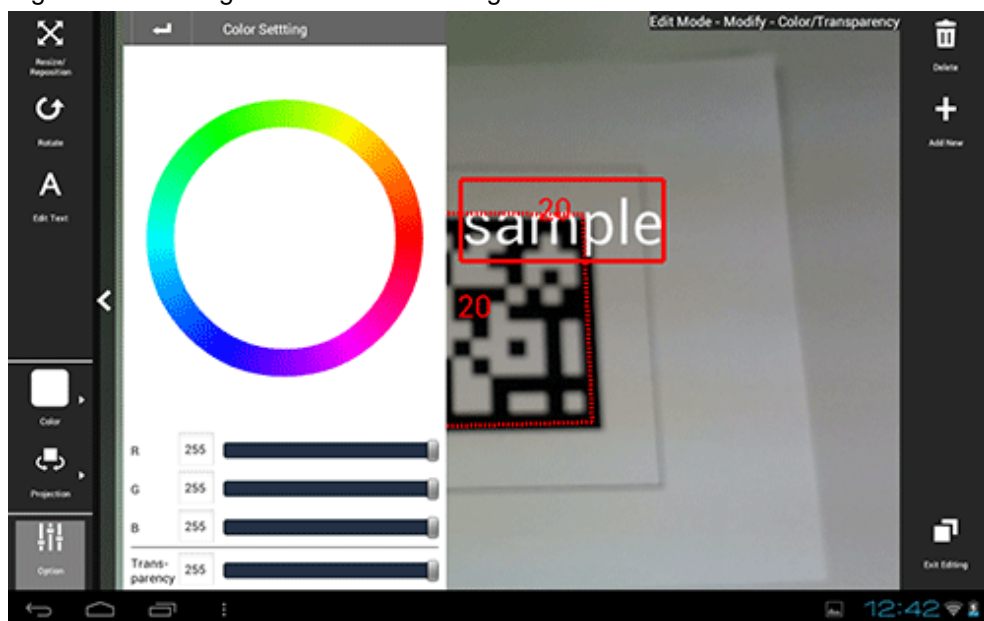 Color Settting
Edit Mode - Modify - Color/Transparency
Resize/
Reposition
Rotate
A
Edit Text
Color
Projection
Option
R 255
G 255
B 255
Trans-
parency 255
20
sample
20
Delete
Add New
Exit Editing
12:42